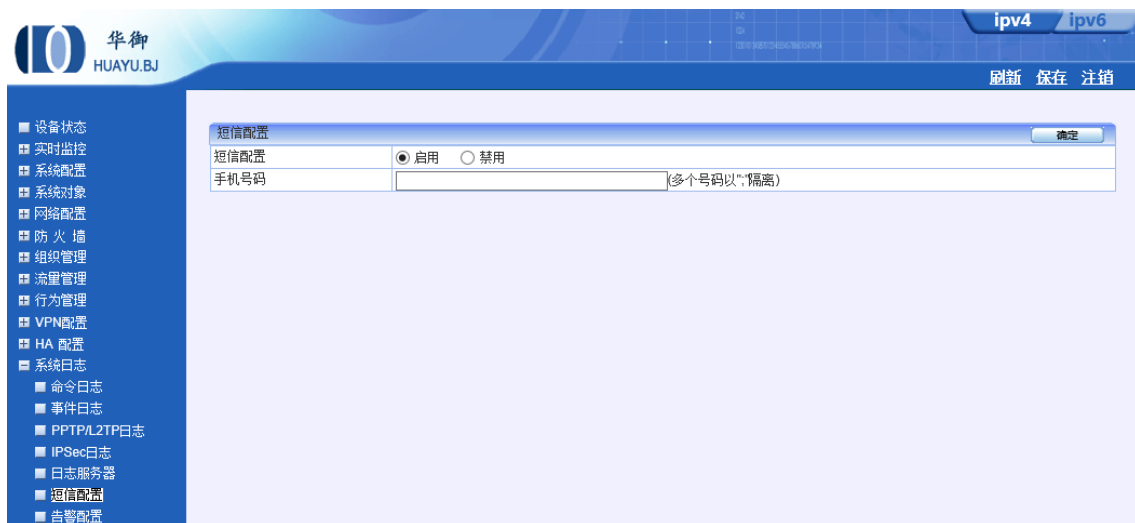 华御
HUAYU.BJ
ipv4
ipv6
刷新 保存 注销
设备状态
实时监控
系统配置
系统对象
网络配置
防 火 墙
组织管理
流里管理
行为管理
VPN配置
HA 配置
系统日志
命令日志
事件日志
PPTP/L2TP日志
IPSec日志
日志服务器
短信配置
告警配置
短信配置
确定
短信配置
启用 禁用
手机号码
(多个号码以";"隔离)